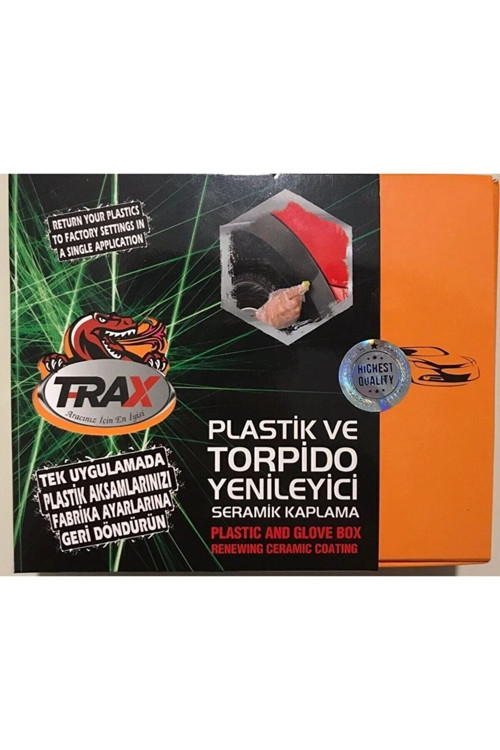 RETURN YOUR PLASTICS
TO FACTORY SETTINGS IN
A SINGLE APPLICATION
T-RAX
Aracınız İçin En İyisi
TEK UYGULAMADA
PLASTİK AKSAMLARINIZI
FABRİKA AYARLARINA
GERİ DÖNDÜRÜN
HIGHEST
QUALITY
PLASTİK VE
TORPİDO
YENİLEYİCİ
SERAMİK KAPLAMA
PLASTIC AND GLOVE BOX
RENEWING CERAMIC COATING